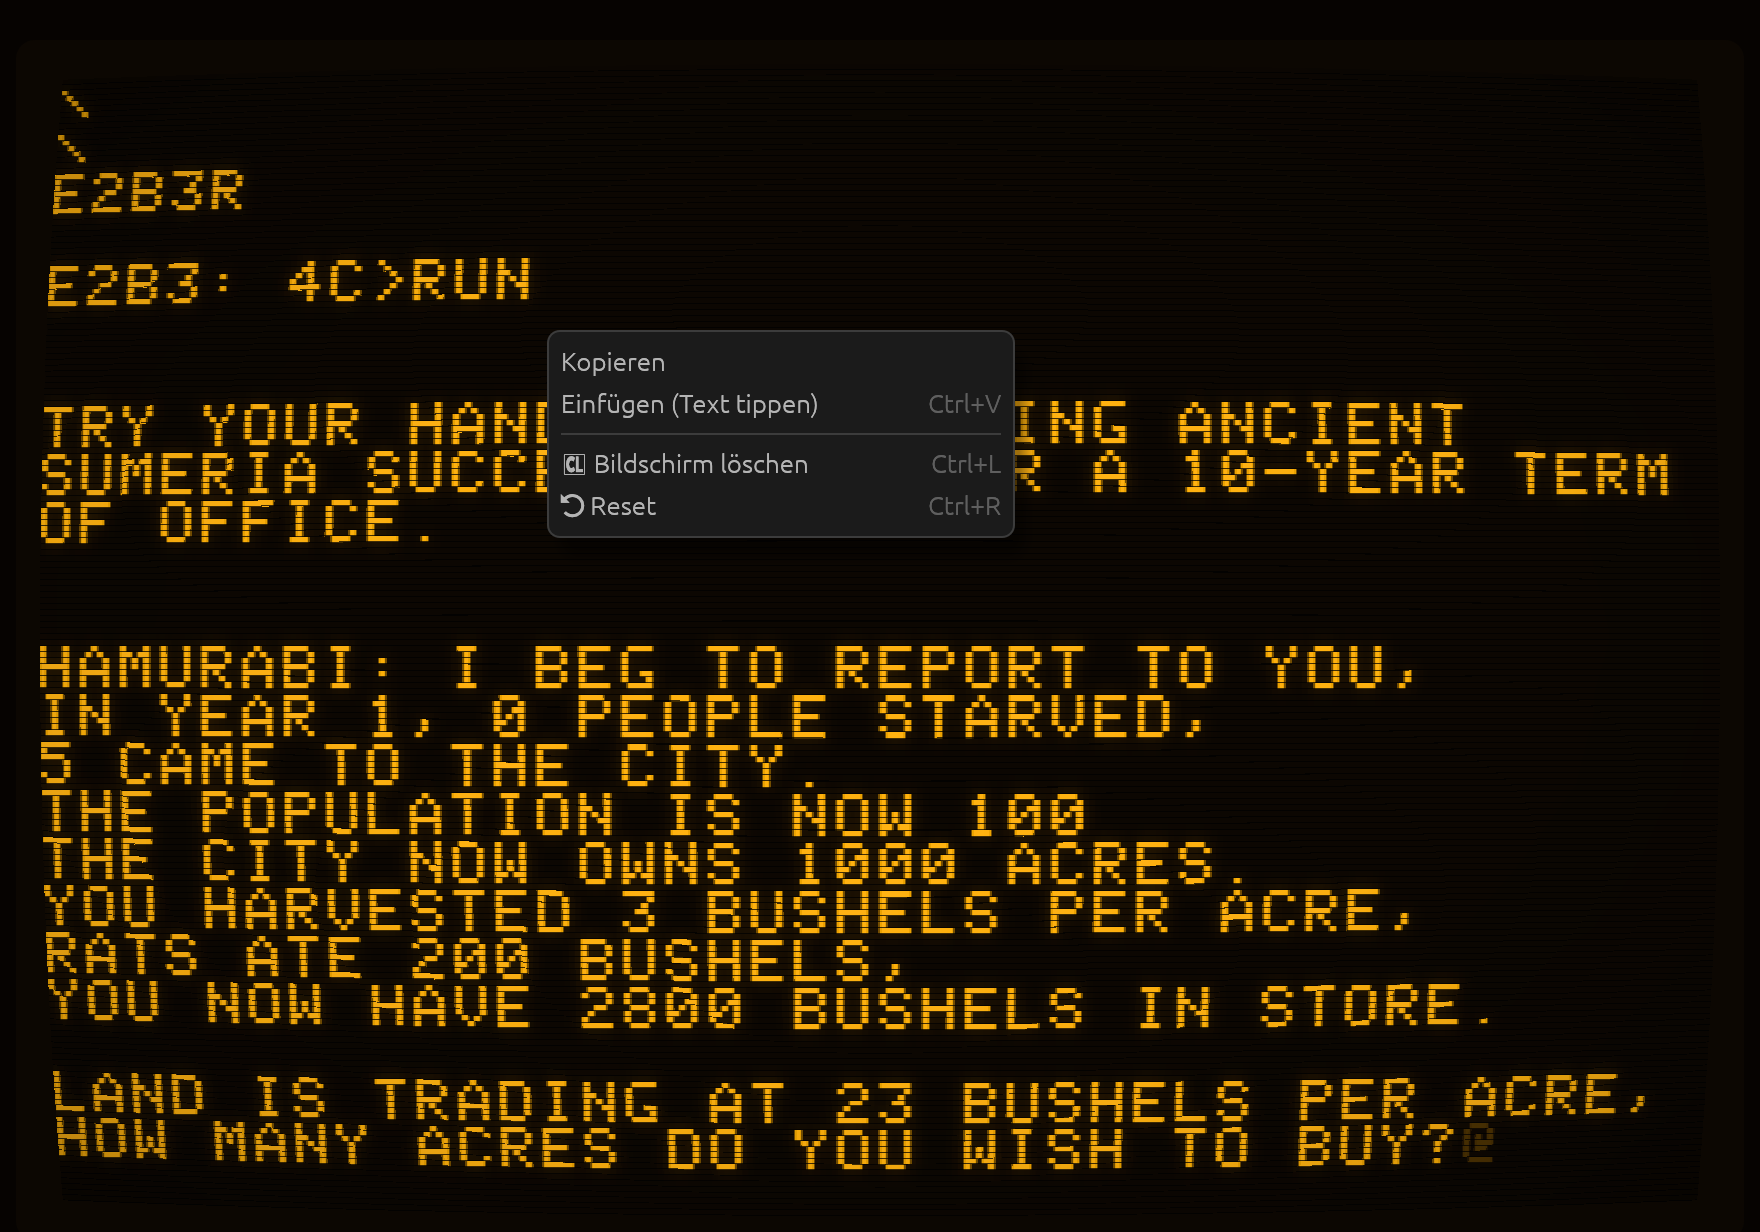 \
\
E2B3R
E2B3: 4C>RUN
Kopieren
Einfügen (Text tippen) Ctrl+V
Bildschirm löschen Ctrl+L
Reset Ctrl+R
TRY YOUR HAND ING ANCIENT
SUMERIA SUCCE R A 10-YEAR TERM
OF OFFICE.
HAMURABI: I BEG TO REPORT TO YOU,
IN YEAR 1, 0 PEOPLE STARVED,
5 CAME TO THE CITY.
THE POPULATION IS NOW 100
THE CITY NOW OWNS 1000 ACRES.
YOU HARVESTED 3 BUSHELS PER ACRE,
RATS ATE 200 BUSHELS,
YOU NOW HAVE 2800 BUSHELS IN STORE.
LAND IS TRADING AT 23 BUSHELS PER ACRE,
HOW MANY ACRES DO YOU WISH TO BUY?@